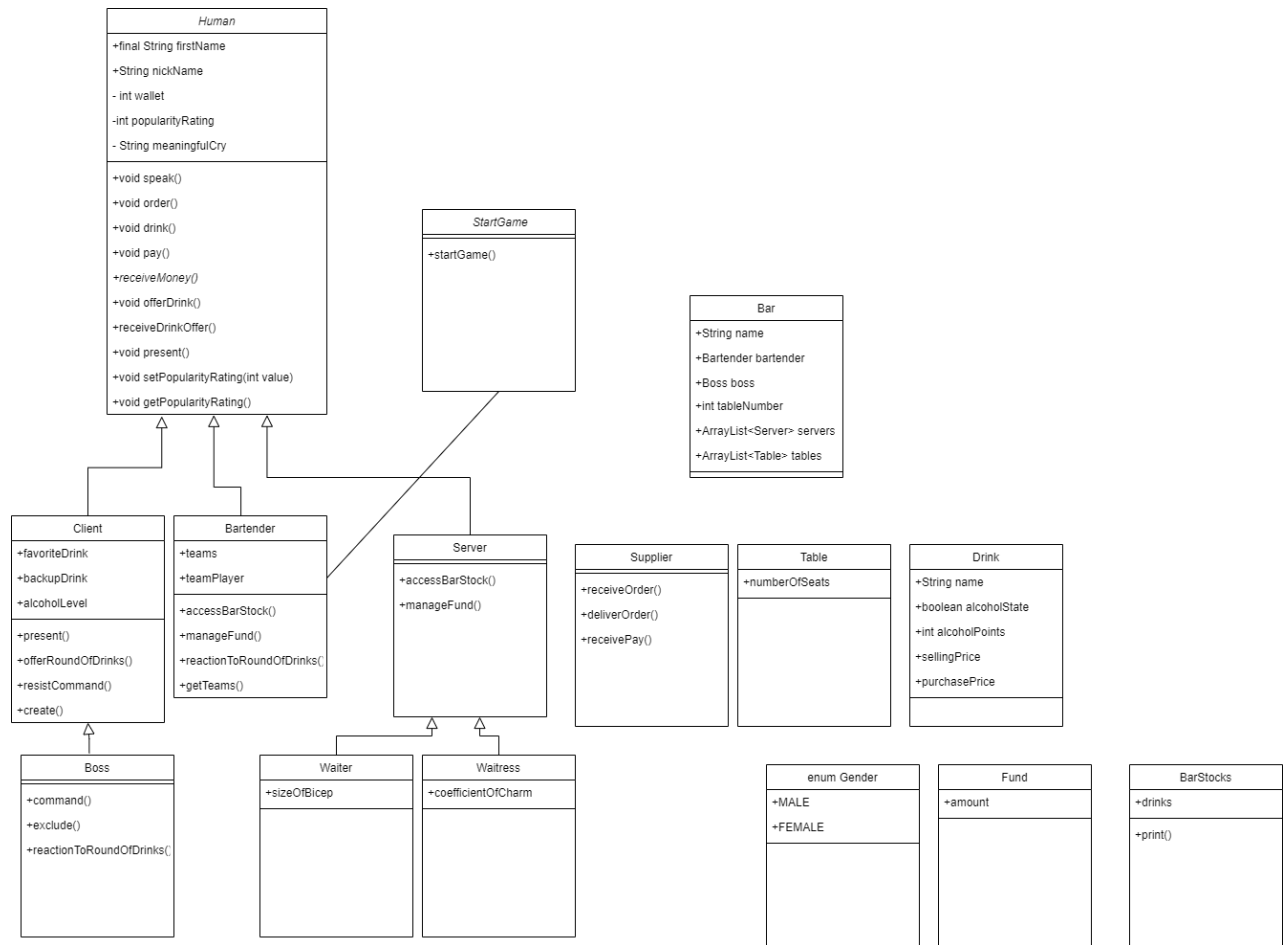 Human
+final String firstName
+String nickName
- int wallet
-int popularityRating
- String meaningfulCry
+void speak()
+void order()
+void drink()
+void pay()
+receiveMoney()
+void offerDrink()
+receiveDrinkOffer()
+void present()
+void setPopularityRating(int value)
+void getPopularityRating()
StartGame
+startGame()
Bar
+String name
+Bartender bartender
+Boss boss
+int tableNumber
+ArrayList<Server> servers
+ArrayList<Table> tables
Client
+favoriteDrink
+backupDrink
+alcoholLevel
+present()
+offerRoundOfDrinks()
+resistCommand()
+create()
Bartender
+teams
+teamPlayer
+accessBarStock()
+manageFund()
+reactionToRoundOfDrinks(
+getTeams()
Server
+accessBarStock()
+manageFund()
Supplier
+receiveOrder()
+deliverOrder()
+receivePay()
Table
+numberOfSeats
Drink
+String name
+boolean alcoholState
+int alcoholPoints
+sellingPrice
+purchasePrice
Boss
+command()
+exclude()
+reactionToRoundOfDrinks(
Waiter
+sizeOfBicep
Waitress
+coefficientOfCharm
enum Gender
+MALE
+FEMALE
Fund
+amount
BarStocks
+drinks
+print()